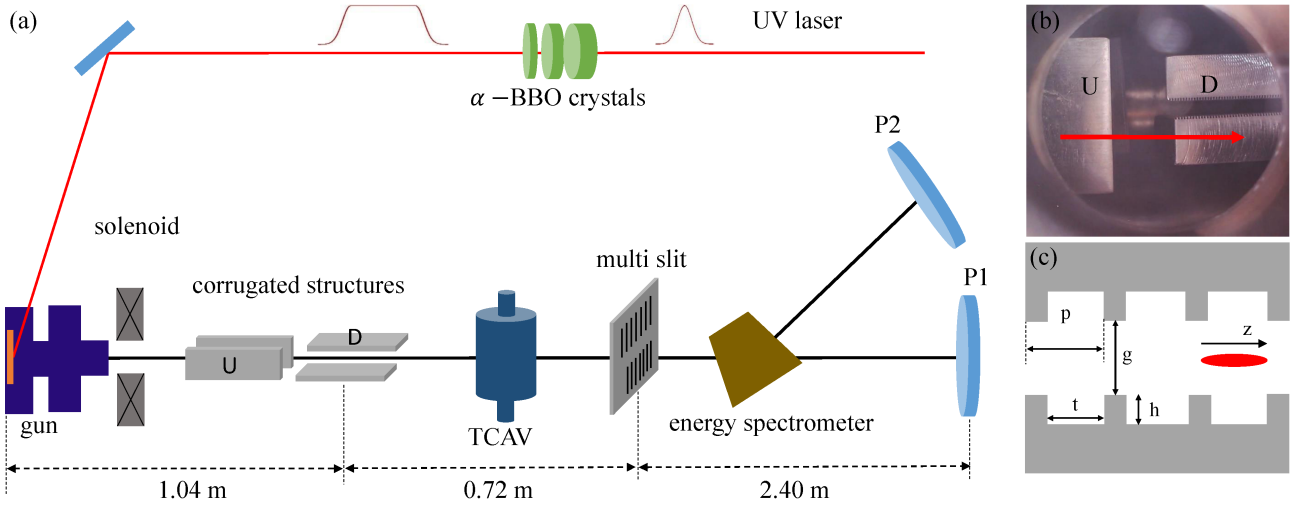 (a)
UV laser
α −BBO crystals
P2
solenoid
multi slit
corrugated structures
P1
D
U
gun
TCAV
energy spectrometer
1.04 m
0.72 m
2.40 m
(b)
U
D
(c)
p
z
g
t
h